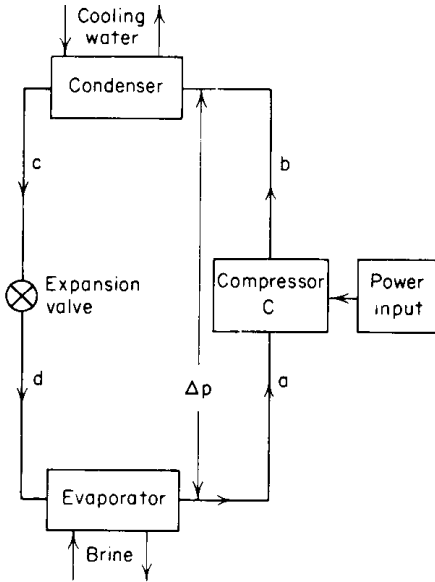 Cooling
water
Condenser
c
b
Expansion
valve
Compressor
C
Power
input
d
Δp
a
Evaporator
Brine